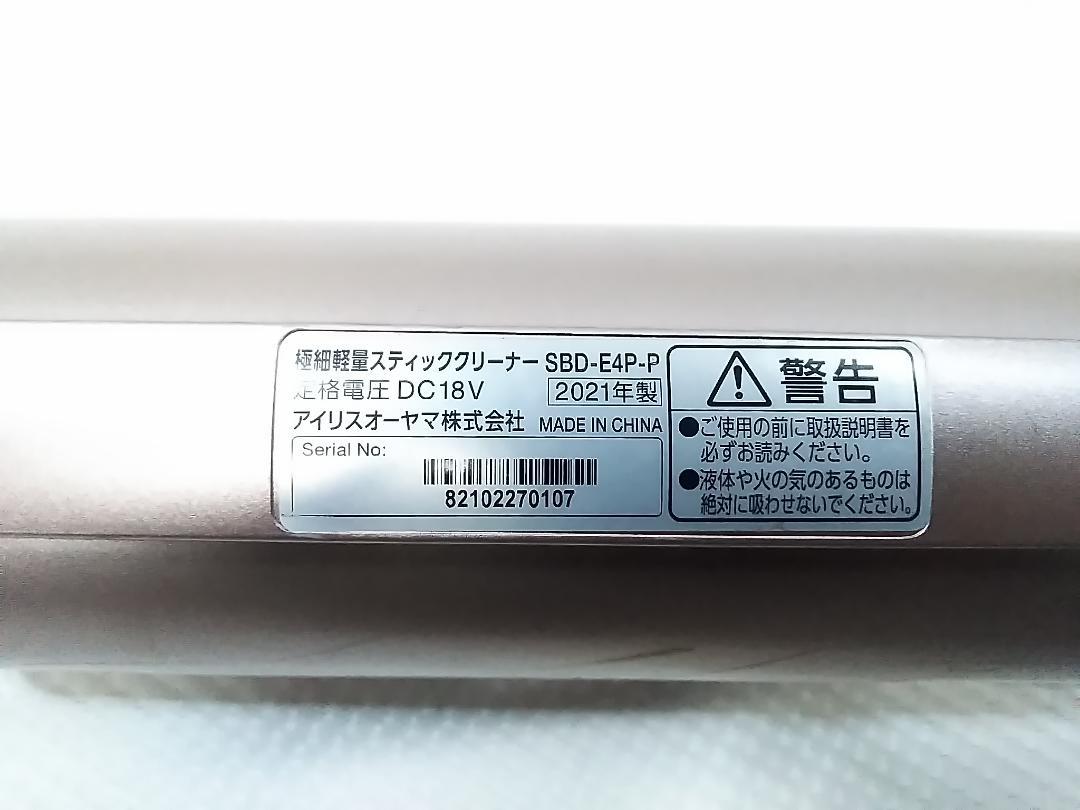 極細軽量スティッククリーナー SBD-E4P-P
定格電圧 DC18V 2021年製
アイリスオーヤマ株式会社 MADE IN CHINA
Serial No:
82102270107
警告
●ご使用の前に取扱説明書を
必ずお読みください。
●液体や火の気のあるものは
絶対に吸わせないでください。